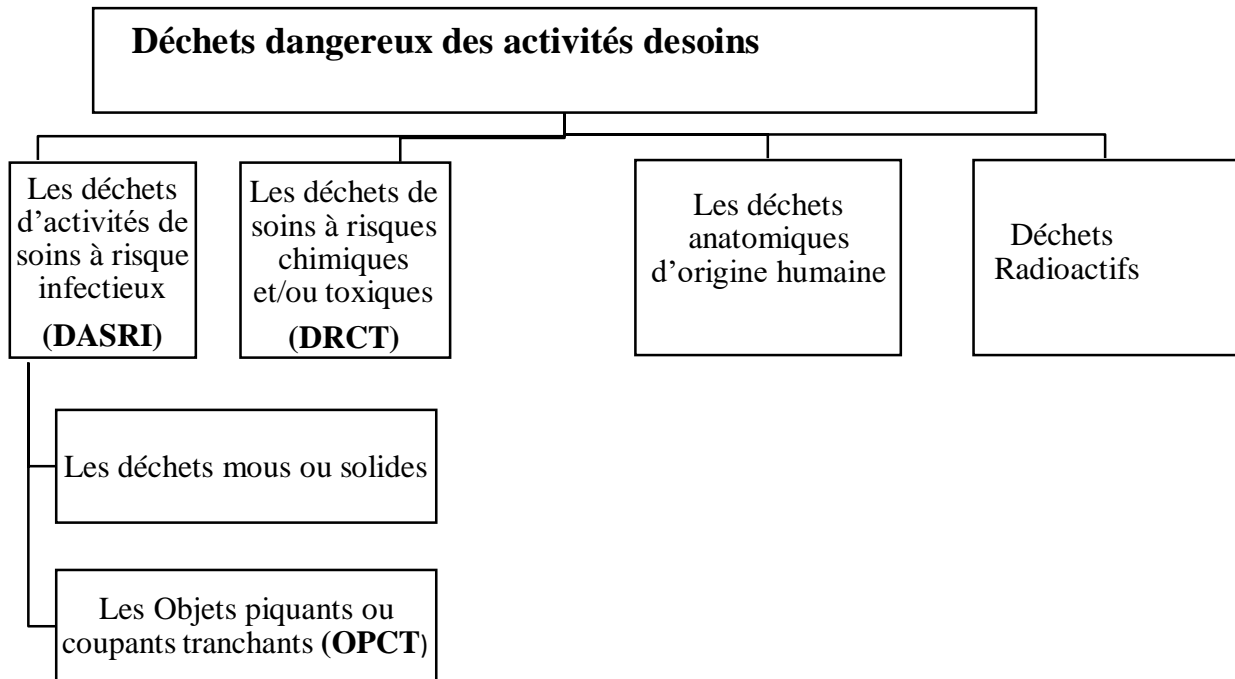 Déchets dangereux des activités desoins
Les déchets
d’activités de
soins à risque
infectieux
(DASRI)
Les déchets de
soins à risques
chimiques
et/ou toxiques
(DRCT)
Les déchets
anatomiques
d’origine humaine
Déchets
Radioactifs
Les déchets mous ou solides
Les Objets piquants ou
coupants tranchants (OPCT)